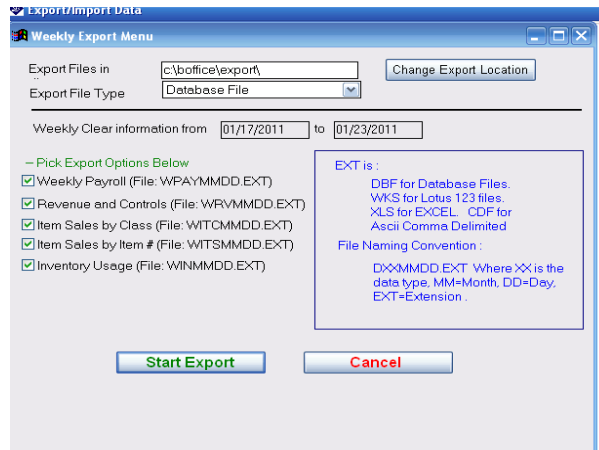 Export/Import Data
Weekly Export Menu
Export Files in c:\boffice\export\ Change Export Location
Export File Type Database File
Weekly Clear information from 01/17/2011 to 01/23/2011
Pick Export Options Below
Weekly Payroll (File: WPAYMMDD.EXT)
Revenue and Controls (File: WRVMMDD.EXT)
Item Sales by Class (File: WITCMMDD.EXT)
Item Sales by Item # (File: WITSMMDD.EXT)
Inventory Usage (File: WINMMDD.EXT)
EXT is :
DBF for Database Files.
WKS for Lotus 123 files.
XLS for EXCEL. CDF for
Ascii Comma Delimited
File Naming Convention :
DXXMMDD.EXT Where XX is the
data type, MM=Month, DD=Day,
EXT=Extension .
Start Export Cancel